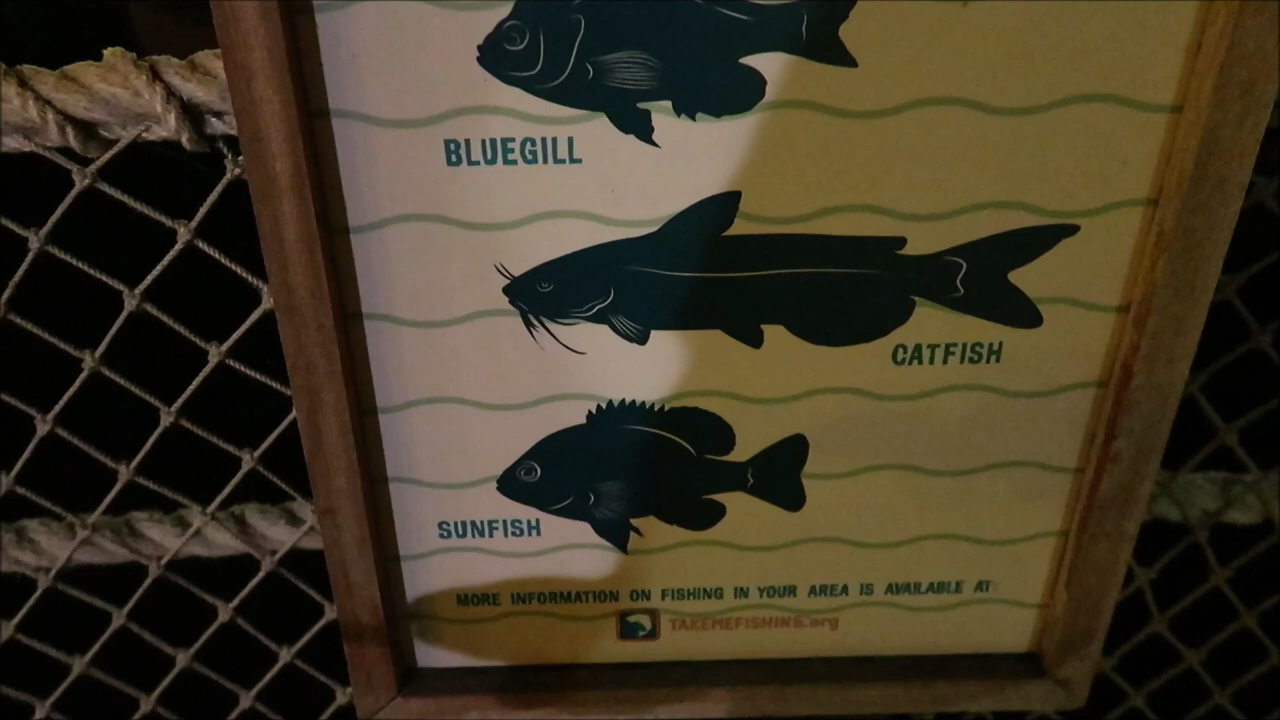 BLUEGILL
CATFISH
SUNFISH
MORE INFORMATION ON FISHING IN YOUR AREA IS AVAILABLE AT
TAKEMEFISHING.org